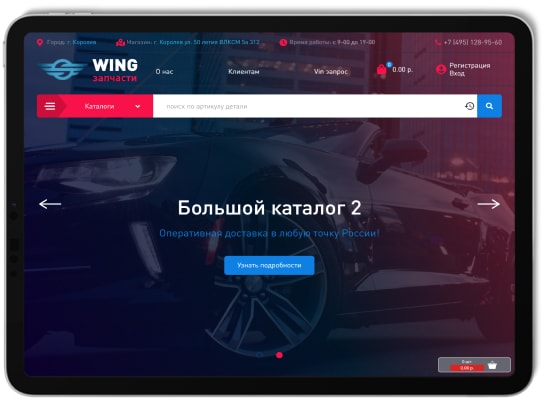 Город: г. Королев
Магазин: г. Королев ул. 50 летия ВЛКСМ 5а 3Г2 ...
Время работы: с 9-00 до 19-00
+7 (495) 128-95-60
WING
запчасти
О нас
Клиентам
Vin запрос
0
0.00 р.
Регистрация
Вход
Каталоги
поиск по артикулу детали
Большой каталог 2
Оперативная доставка в любую точку России!
Узнать подробности
0.00 р.